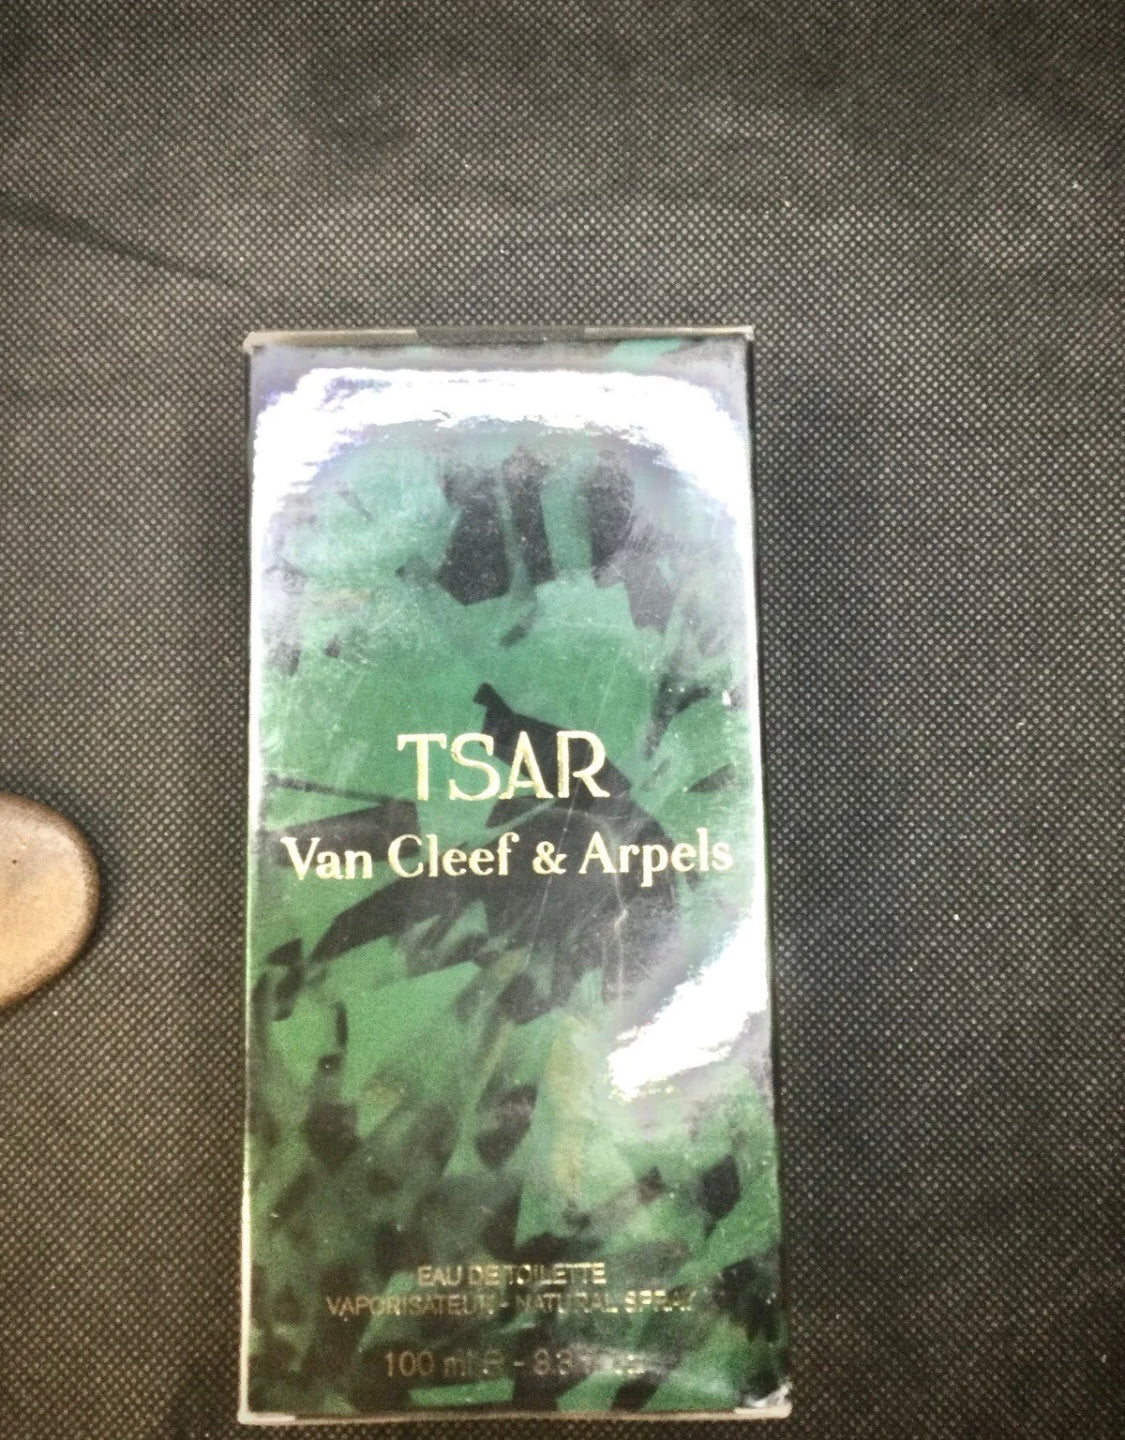 TSAR
Van Cleef & Arpels
EAU DE TOILETTE
VAPORISATEUR - NATURAL SPRAY
100 ml